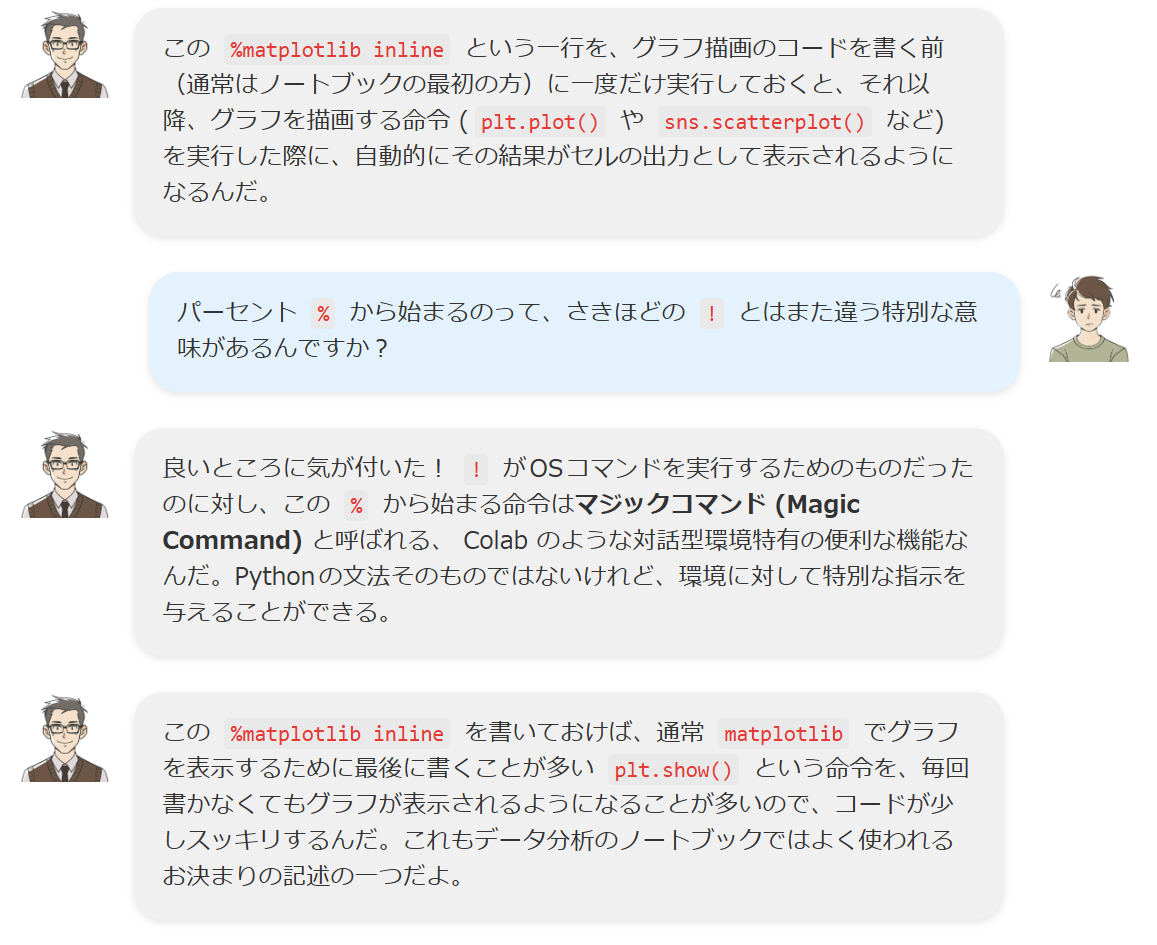 この %matplotlib inline という一行を、グラフ描画のコードを書く前
（通常はノートブックの最初の方）に一度だけ実行しておくと、それ以
降、グラフを描画する命令 ( plt.plot() や sns.scatterplot() など)
を実行した際に、自動的にその結果がセルの出力として表示されるように
なるんだ。
パーセント % から始まるのって、さきほどの ! とはまた違う特別な意
味があるんですか？
良いところに気が付いた！ ! がOSコマンドを実行するためのものだった
のに対し、この % から始まる命令はマジックコマンド (Magic
Command) と呼ばれる、 Colab のような対話型環境特有の便利な機能な
んだ。Pythonの文法そのものではないけれど、環境に対して特別な指示を
与えることができる。
この %matplotlib inline を書いておけば、通常 matplotlib でグラフ
を表示するために最後に書くことが多い plt.show() という命令を、毎回
書かなくてもグラフが表示されるようになることが多いので、コードが少
しスッキリするんだ。これもデータ分析のノートブックではよく使われる
お決まりの記述の一つだよ。